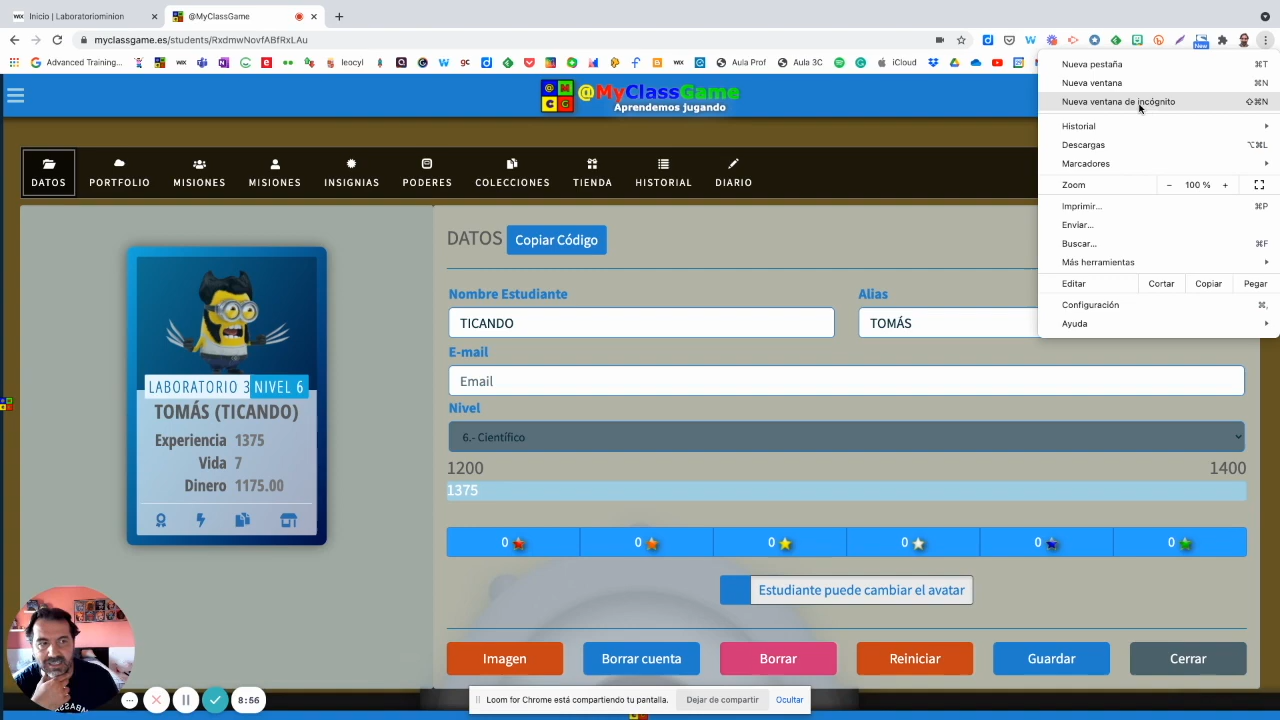 Inicio | Laboratoriominion
@MyClassGame
myclassgame.es/students/RxdmwNovfABfRxLAu
Advanced Training...
leocyl
Aula Prof
Aula 3C
iCloud
New
@MyClassGame
Aprendemos jugando
DATOS
PORTFOLIO
MISIONES
MISIONES
INSIGNIAS
PODERES
COLECCIONES
TIENDA
HISTORIAL
DIARIO
LABORATORIO 3 NIVEL 6
TOMÁS (TICANDO)
Experiencia 1375
Vida 7
Dinero 1175.00
DATOS Copiar Código
Nombre Estudiante
TICANDO
Alias
TOMÁS
E-mail
Email
Nivel
6.- Científico
1200 1400
1375
0 0 0 0 0 0
Estudiante puede cambiar el avatar
Imagen
Borrar cuenta
Borrar
Reiniciar
Guardar
Cerrar
Nueva pestaña ⌘T
Nueva ventana ⌘N
Nueva ventana de incógnito ⇧⌘N
Historial
Descargas ⌥⌘L
Marcadores
Zoom − 100 % +
Imprimir... ⌘P
Enviar...
Buscar... ⌘F
Más herramientas
Editar Cortar Copiar Pegar
Configuración ⌘,
Ayuda
8:56
Loom for Chrome está compartiendo tu pantalla. Dejar de compartir Ocultar